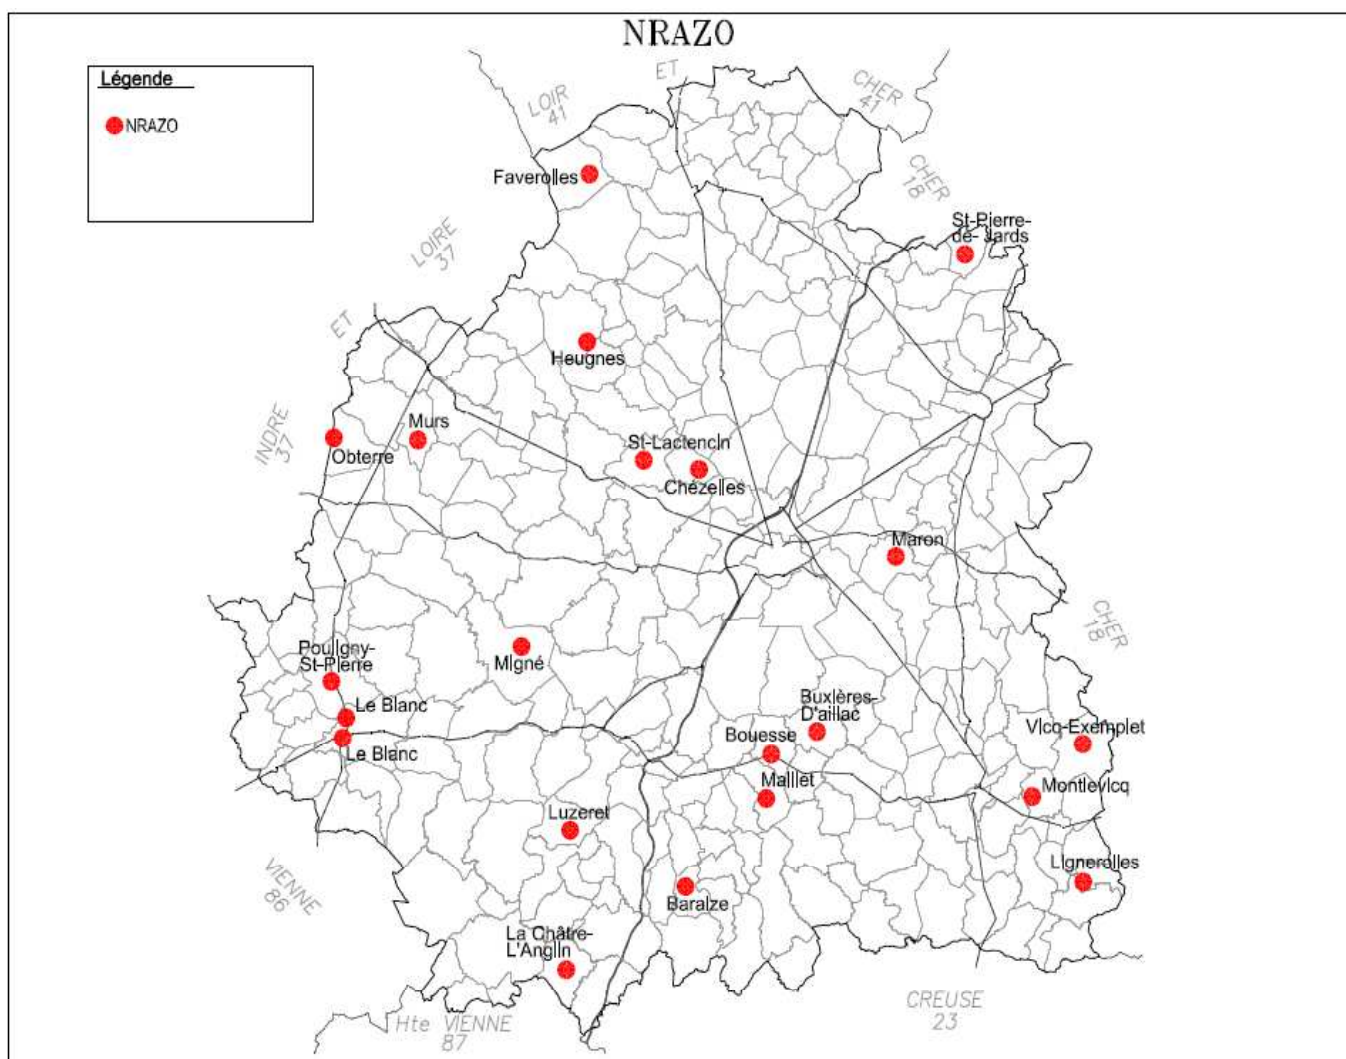 NRAZO
Légende
NRAZO
ET
LOIR
41
CHER
41
CHER
18
Faverolles
St-Pierre-
de- Jards
LOIRE
37
ET
Heugnes
INDRE
37
Murs
Obterre
St-Lactencin
Chézelles
Maron
CHER
18
Pouligny-
St-Pierre
Migné
Le Blanc
Le Blanc
Buxières-
D'aillac
Bouesse
Vicq-Exemplet
Maillet
Montlevicq
Luzeret
Lignerolles
VIENNE
86
Baraize
La Châtre-
L'Anglin
Hte VIENNE
87
CREUSE
23